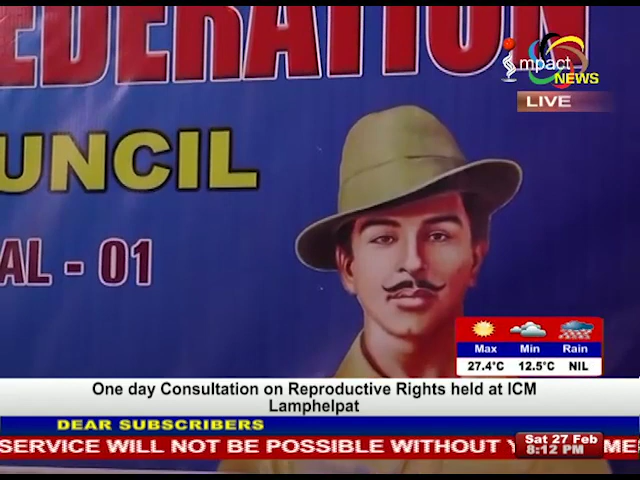 EDERATION
impact
NEWS
LIVE
UNCIL
AL - 01
Max Min Rain
27.4°C 12.5°C NIL
One day Consultation on Reproductive Rights held at ICM
Lamphelpat
DEAR SUBSCRIBERS
SERVICE WILL NOT BE POSSIBLE WITHOUT
Sat 27 Feb
8:12 PM
ME